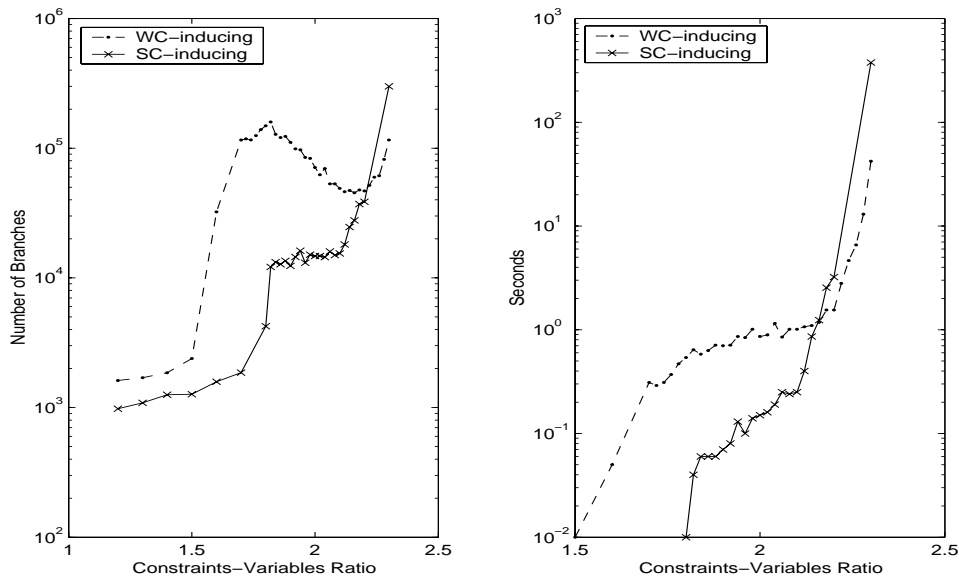 10^6
10^5
10^4
10^3
10^2
Number of Branches
WC-inducing
SC-inducing
1
1.5
2
2.5
Constraints-Variables Ratio
10^3
10^2
10^1
10^0
10^-1
10^-2
Seconds
WC-inducing
SC-inducing
1.5
2
2.5
Constraints-Variables Ratio